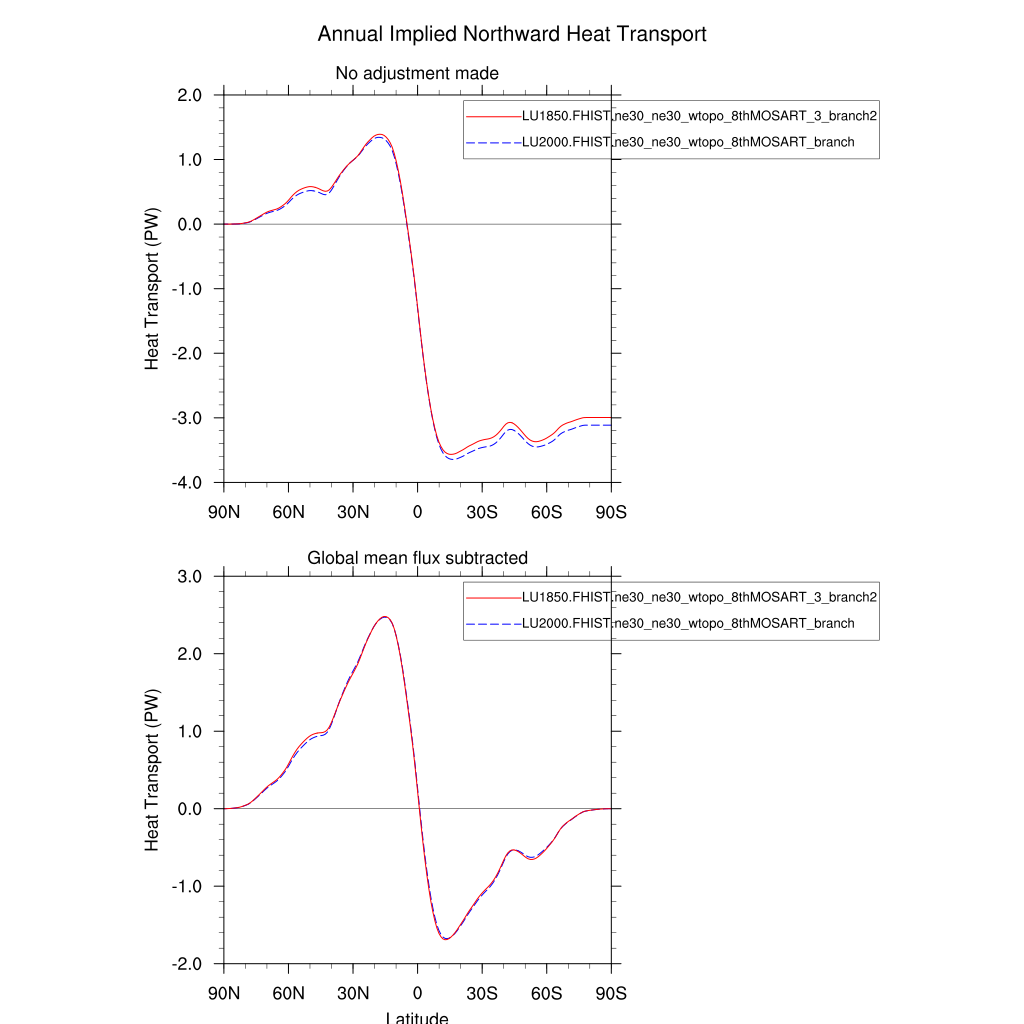 Annual Implied Northward Heat Transport
No adjustment made
LU1850.FHIST.ne30_ne30_wtopo_8thMOSART_3_branch2
LU2000.FHIST.ne30_ne30_wtopo_8thMOSART_branch
2.0
1.0
0.0
-1.0
-2.0
-3.0
-4.0
Heat Transport (PW)
90N 60N 30N 0 30S 60S 90S
Global mean flux subtracted
LU1850.FHIST.ne30_ne30_wtopo_8thMOSART_3_branch2
LU2000.FHIST.ne30_ne30_wtopo_8thMOSART_branch
3.0
2.0
1.0
0.0
-1.0
-2.0
Heat Transport (PW)
90N 60N 30N 0 30S 60S 90S
Latitude